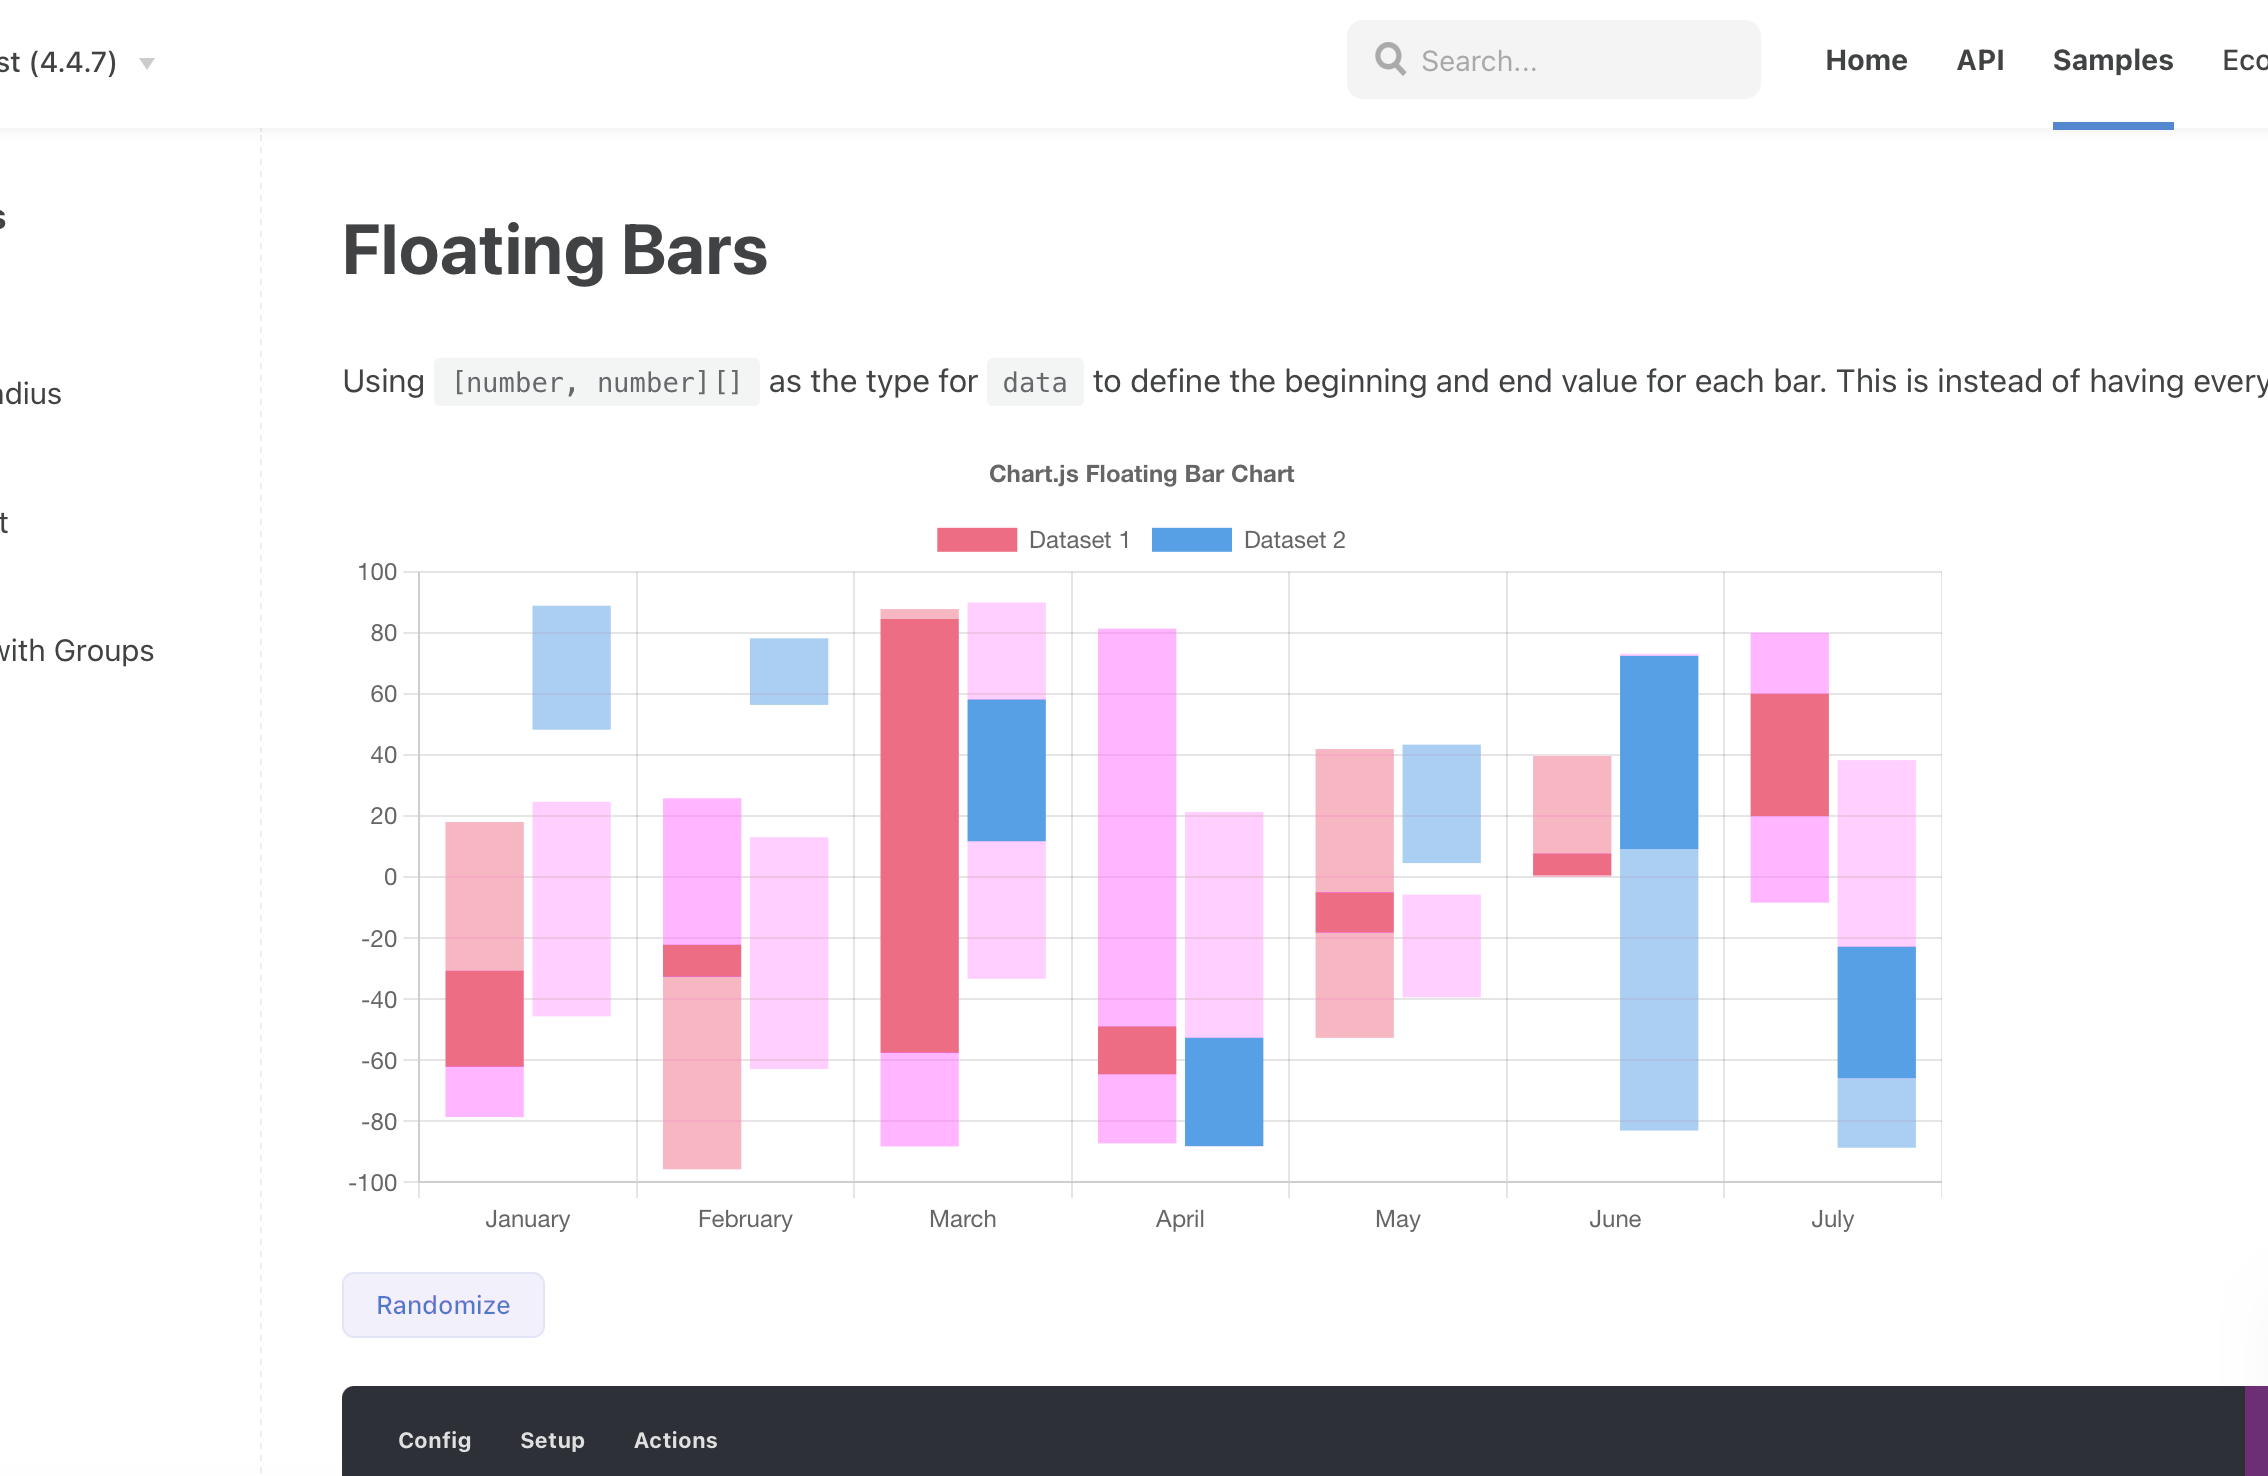 st (4.4.7)
Search...
Home API Samples Eco
s
Floating Bars
dius
Using [number, number][] as the type for data to define the beginning and end value for each bar. This is instead of having every
Chart.js Floating Bar Chart
t
Dataset 1 Dataset 2
with Groups
100
80
60
40
20
0
-20
-40
-60
-80
-100
January February March April May June July
Randomize
Config Setup Actions